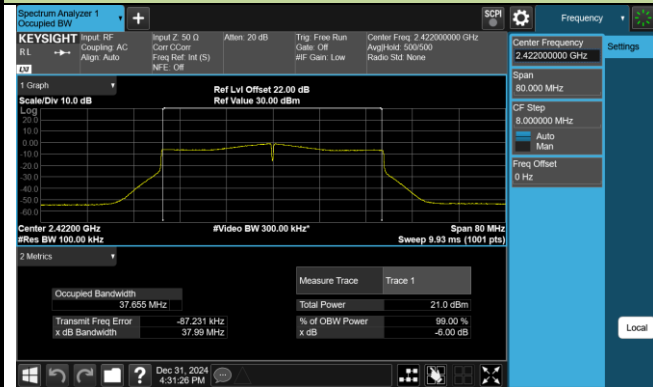 Spectrum Analyzer 1
Occupied BW
+
SCPI
Frequency
KEYSIGHT
RL
LXI
Input: RF
Coupling: AC
Align: Auto
Input Z: 50 Ω
Corr CCorr
Freq Ref: Int (S)
NFE: Off
Atten: 20 dB
Trig: Free Run
Gate: Off
#IF Gain: Low
Center Freq: 2.422000000 GHz
Avg|Hold: 500/500
Radio Std: None
Center Frequency
2.422000000 GHz
Settings
Span
80.000 MHz
CF Step
8.000000 MHz
Auto
Man
Freq Offset
0 Hz
Local
1 Graph
Scale/Div 10.0 dB
Ref Lvl Offset 22.00 dB
Ref Value 30.00 dBm
Log
20.0
10.0
0.00
-10.0
-20.0
-30.0
-40.0
-50.0
-60.0
Center 2.42200 GHz
#Video BW 300.00 kHz*
Span 80 MHz
#Res BW 100.00 kHz
Sweep 9.93 ms (1001 pts)
2 Metrics
Measure Trace
Trace 1
Occupied Bandwidth
37.655 MHz
Total Power
21.0 dBm
Transmit Freq Error
-87.231 kHz
% of OBW Power
99.00 %
x dB Bandwidth
37.99 MHz
x dB
-6.00 dB
?
Dec 31, 2024
4:31:26 PM